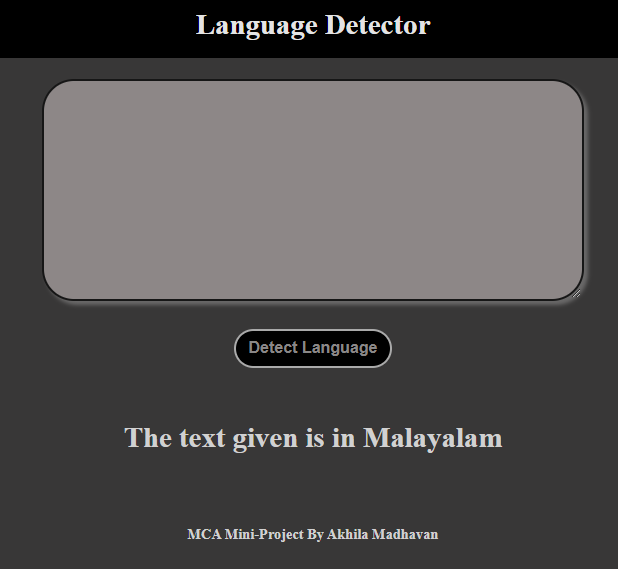 Language Detector
Detect Language
The text given is in Malayalam
MCA Mini-Project By Akhila Madhavan